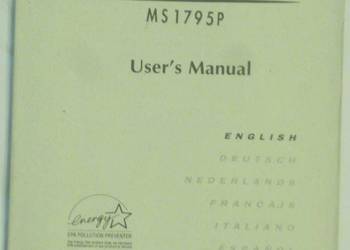 MS1795P
User's Manual
ENGLISH
DEUTSCH
NEDERLANDS
FRANCAIS
ITALIANO
energy
EPA POLLUTION PREVENTER